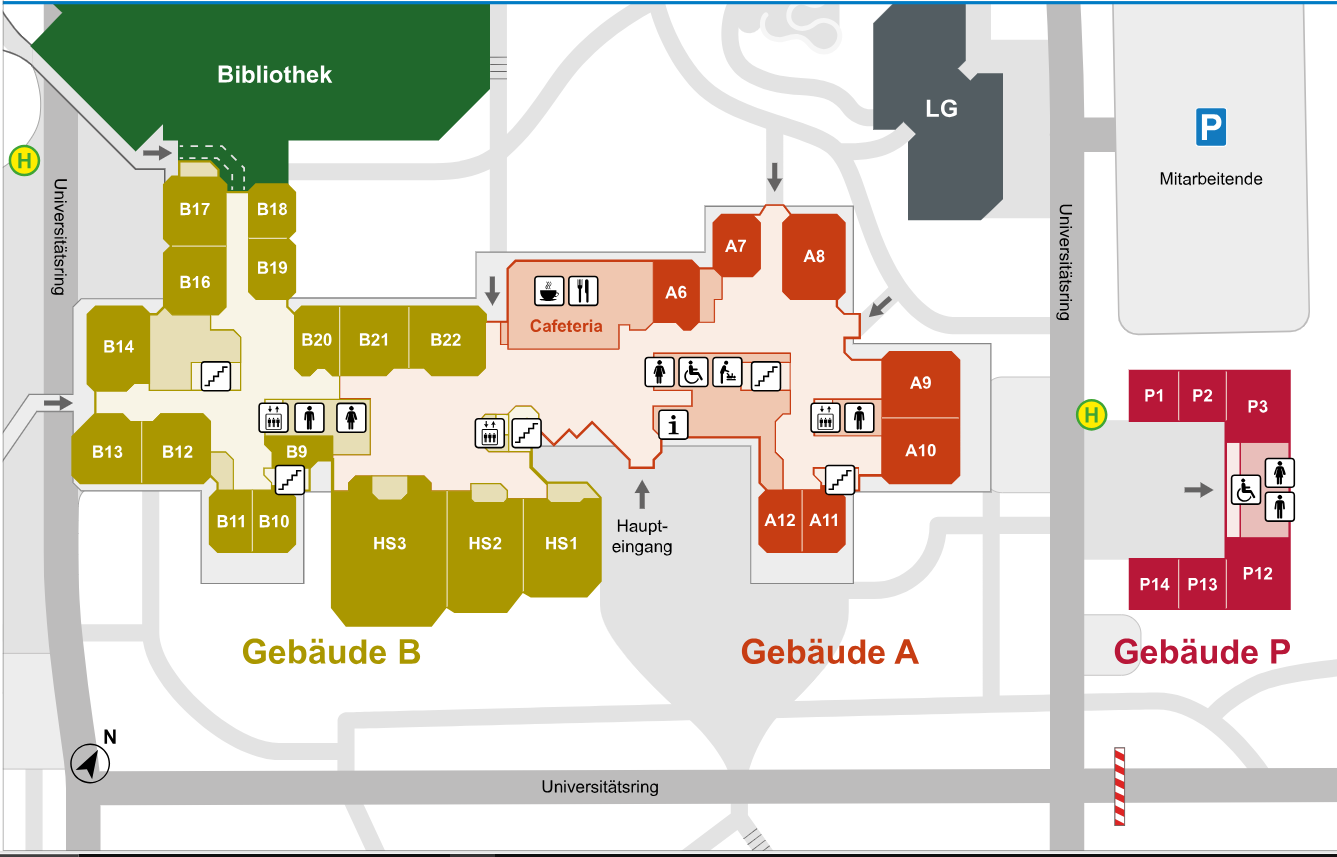 Bibliothek
LG
P
Mitarbeitende
H
Universitätsring
B17
B18
B16
B19
A7
A8
A6
Cafeteria
Universitätsring
B14
B20
B21
B22
A9
A10
P1
P2
P3
H
B13
B12
B9
i
B11
B10
HS3
HS2
HS1
Haupt-
eingang
A12
A11
P14
P13
P12
Gebäude B
Gebäude A
Gebäude P
N
Universitätsring